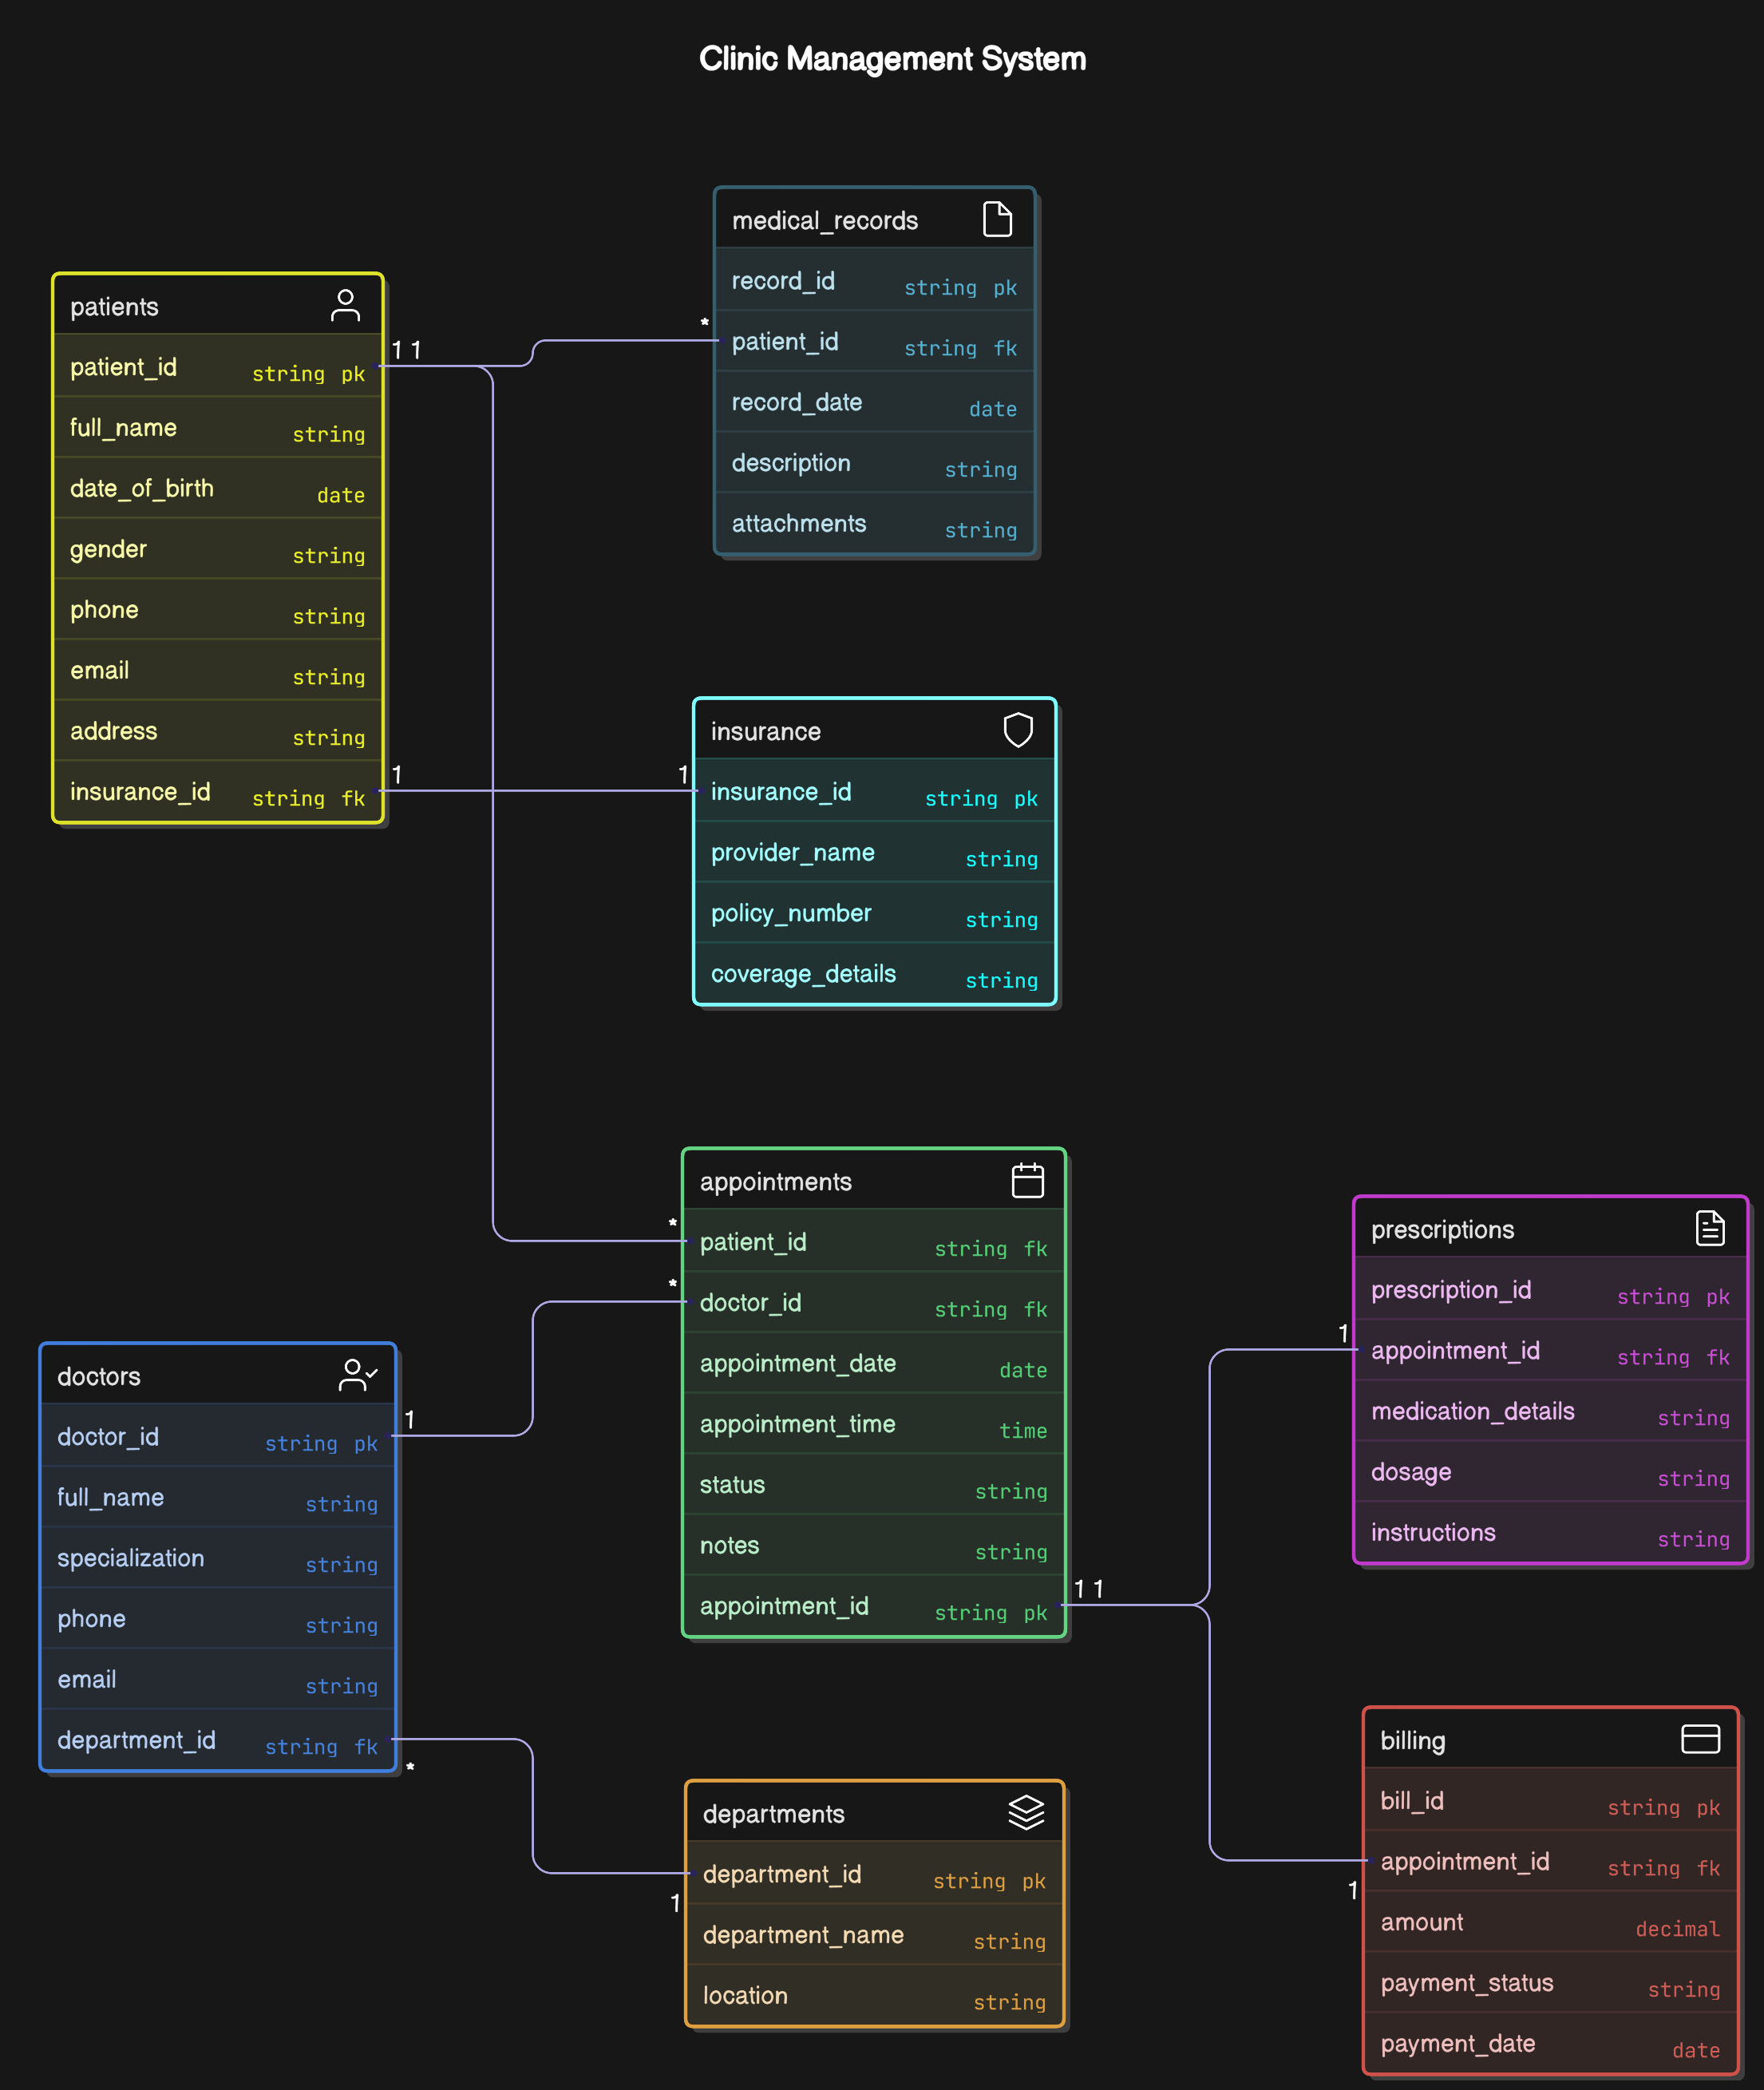 Clinic Management System
medical_records
record_id string pk
* patient_id string fk
record_date date
description string
attachments string
patients
patient_id string pk 1 1
full_name string
date_of_birth date
gender string
phone string
email string
address string
insurance_id string fk 1
insurance
1 insurance_id string pk
provider_name string
policy_number string
coverage_details string
appointments
* patient_id string fk
* doctor_id string fk
appointment_date date
appointment_time time
status string
notes string
appointment_id string pk 1 1
prescriptions
prescription_id string pk
1 appointment_id string fk
medication_details string
dosage string
instructions string
doctors
doctor_id string pk 1
full_name string
specialization string
phone string
email string
department_id string fk *
departments
department_id string pk
1
department_name string
location string
billing
bill_id string pk
appointment_id string fk
1
amount decimal
payment_status string
payment_date date